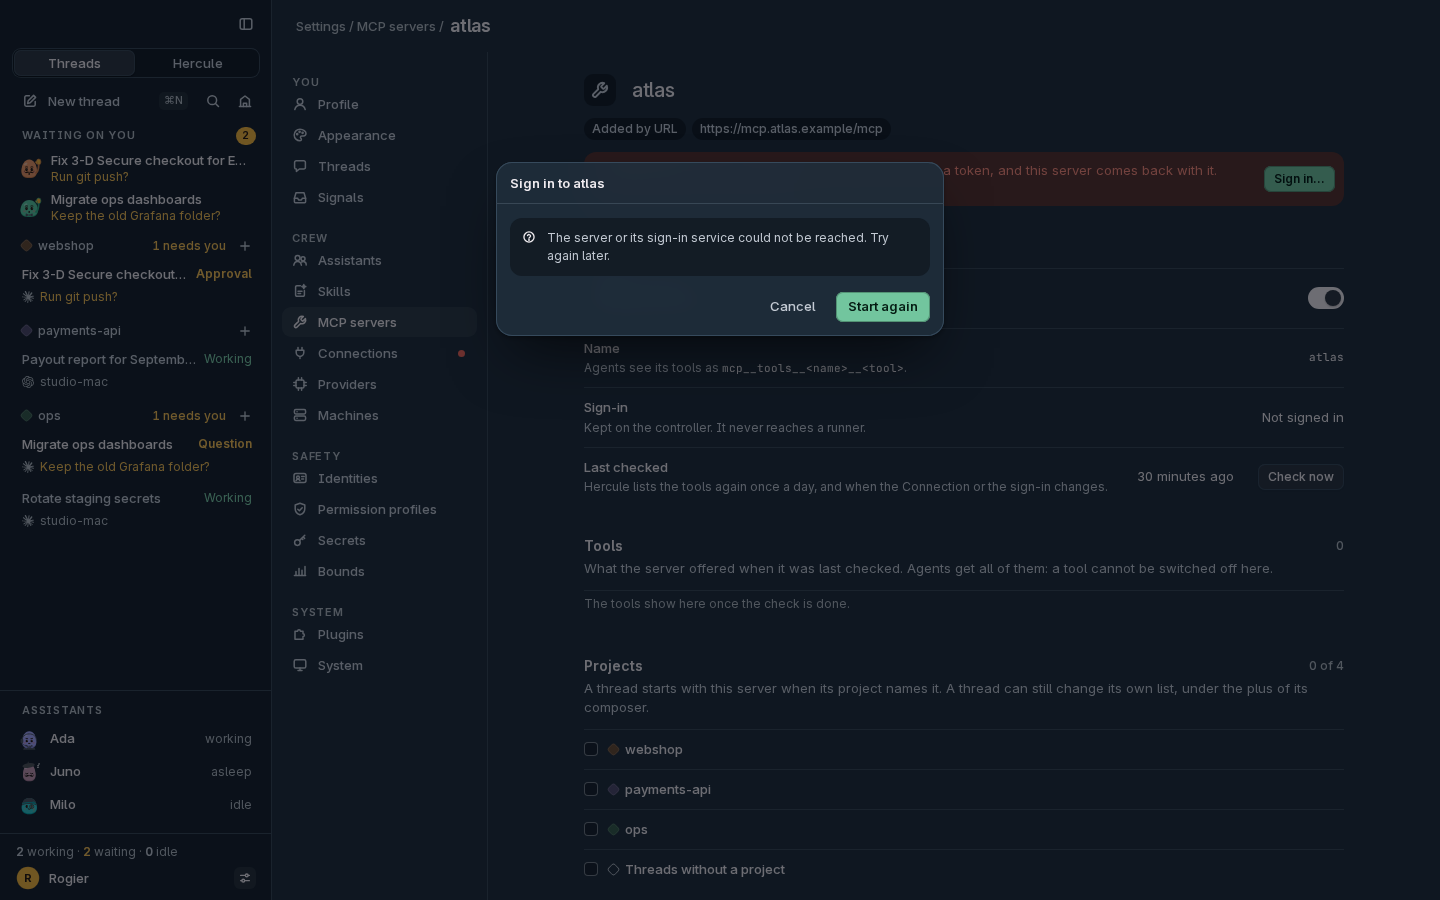 Settings / MCP servers / atlas
Threads
Hercule
New thread
⌘N
WAITING ON YOU
2
Fix 3-D Secure checkout for E…
Run git push?
Migrate ops dashboards
Keep the old Grafana folder?
webshop
1 needs you
Fix 3-D Secure checkout…
Approval
Run git push?
payments-api
Payout report for Septemb…
Working
studio-mac
ops
1 needs you
Migrate ops dashboards
Question
Keep the old Grafana folder?
Rotate staging secrets
Working
studio-mac
ASSISTANTS
Ada
working
Juno
asleep
Milo
idle
2 working · 2 waiting · 0 idle
R
Rogier
YOU
Profile
Appearance
Threads
Signals
CREW
Assistants
Skills
MCP servers
Connections
Providers
Machines
SAFETY
Identities
Permission profiles
Secrets
Bounds
SYSTEM
Plugins
System
atlas
Added by URL
https://mcp.atlas.example/mcp
a token, and this server comes back with it.
Sign in…
Sign in to atlas
The server or its sign-in service could not be reached. Try
again later.
Cancel
Start again
Name
Agents see its tools as mcp__tools__<name>__<tool>.
atlas
Sign-in
Kept on the controller. It never reaches a runner.
Not signed in
Last checked
Hercule lists the tools again once a day, and when the Connection or the sign-in changes.
30 minutes ago
Check now
Tools
0
What the server offered when it was last checked. Agents get all of them: a tool cannot be switched off here.
The tools show here once the check is done.
Projects
0 of 4
A thread starts with this server when its project names it. A thread can still change its own list, under the plus of its
composer.
webshop
payments-api
ops
Threads without a project